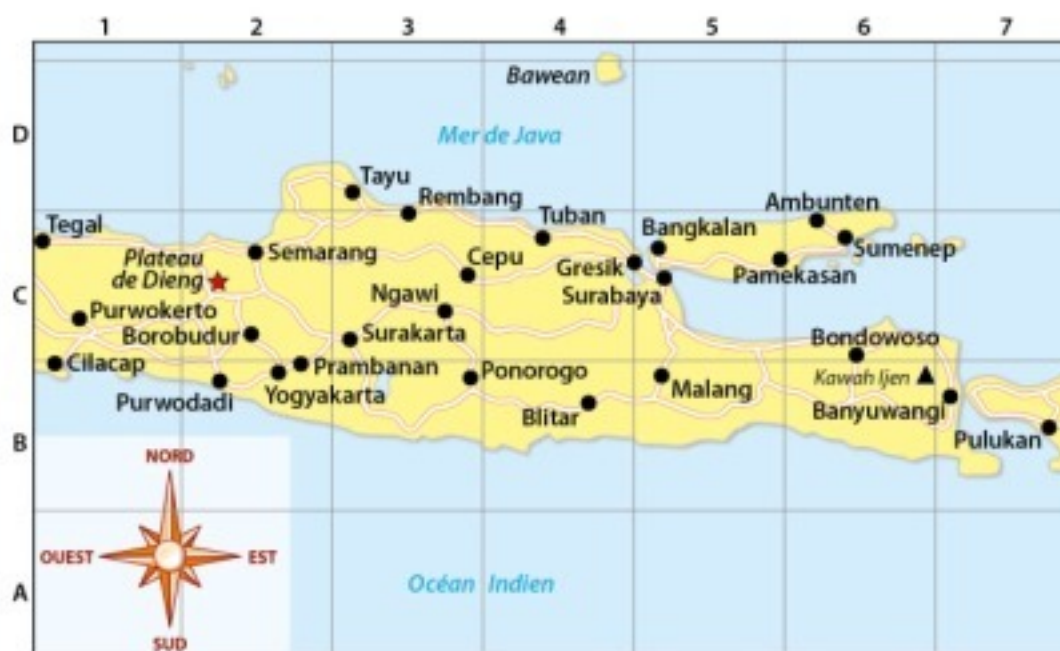 1 2 3 4 5 6 7
Bawean
D
Mer de Java
Tayu
Rembang
Ambunten
Tegal
Tuban
Bangkalan
Semarang
Sumenep
Plateau
de Dieng
Cepu
Gresik
Pamekasan
C
Ngawi
Surabaya
Purwokerto
Borobudur
Surakarta
Bondowoso
Cilacap
Prambanan
Ponorogo
Kawah Ijen
Purwodadi
Yogyakarta
Malang
Blitar
Banyuwangi
B
Pulukan
NORD
OUEST
EST
A
Océan Indien
SUD